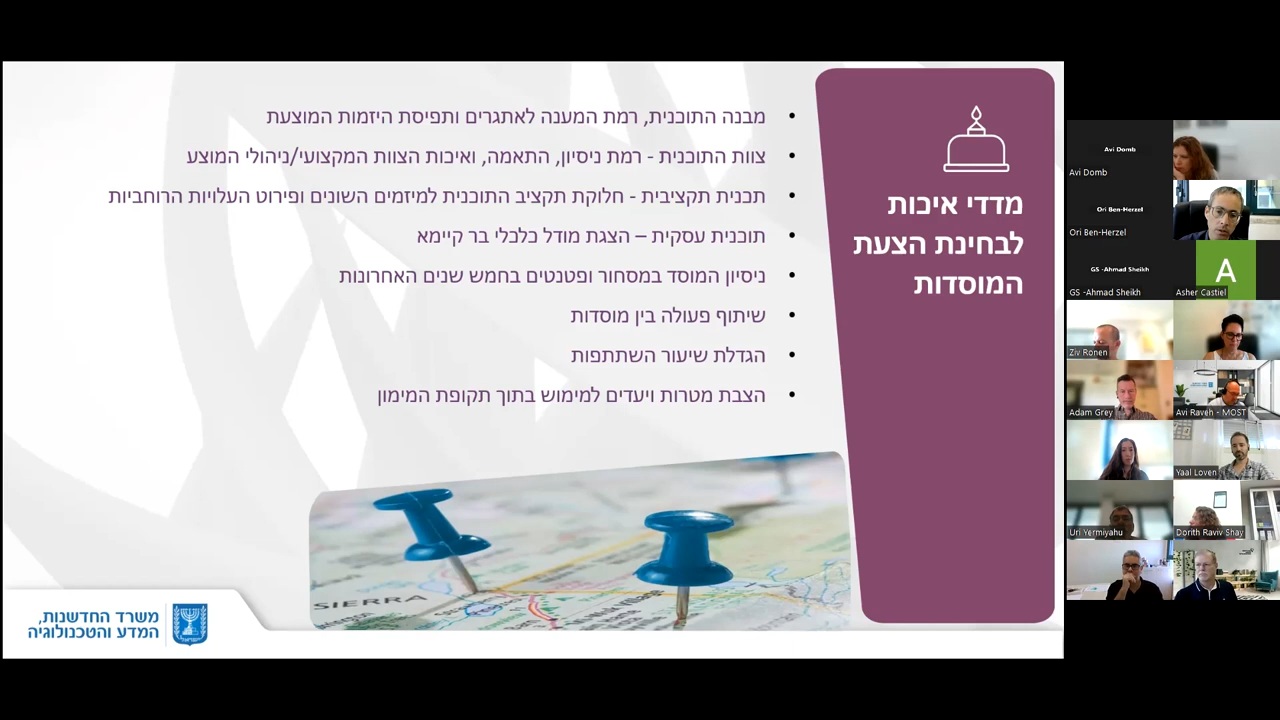 מדדי איכות
לבחינת הצעת
המוסדות
מבנה התוכנית, רמת המענה לאתגרים ותפיסת היזמות המוצעת
צוות התוכנית - רמת ניסיון, התאמה, ואיכות הצוות המקצועי/ניהולי המוצע
תכנית תקציבית - חלוקת תקציב התוכנית למיזמים השונים ופירוט העלויות הרוחביות
תוכנית עסקית – הצגת מודל כלכלי בר קיימא
ניסיון המוסד במסחור ופטנטים בחמש שנים האחרונות
שיתוף פעולה בין מוסדות
הגדלת שיעור השתתפות
הצבת מטרות ויעדים למימוש בתוך תקופת המימון
SIERRA
משרד החדשנות,
המדע והטכנולוגיה
Avi Domb
Avi Domb
Ori Ben-Herzel
Ori Ben-Herzel
GS -Ahmad Sheikh
GS -Ahmad Sheikh
A
Asher Castiel
Ziv Ronen
Adam Grey
Avi Raveh - MOST
Yaal Loven
Uri Yermiyahu
Dorith Raviv Shay